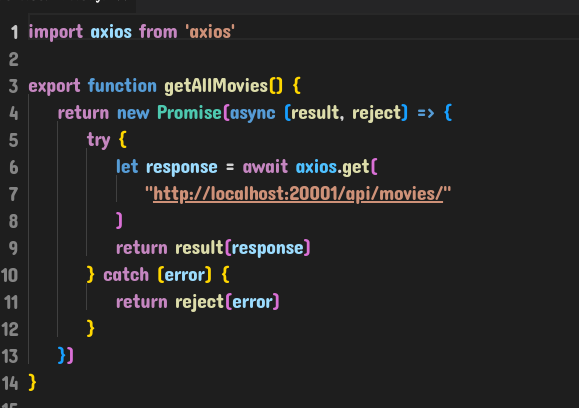 1 import axios from 'axios'
2
3 export function getAllMovies() {
4 return new Promise(async (result, reject) => {
5 try {
6 let response = await axios.get(
7 "http://localhost:20001/api/movies/"
8 )
9 return result(response)
10 } catch (error) {
11 return reject(error)
12 }
13 })
14 }